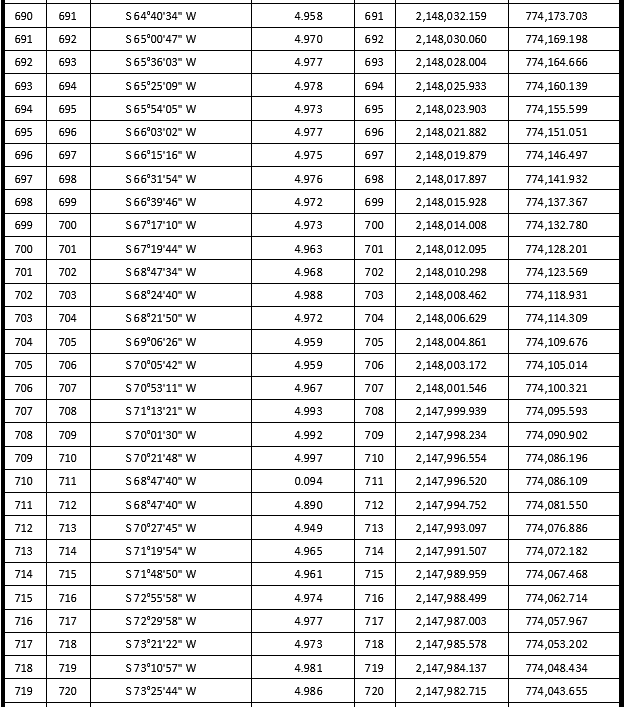 690 691 S 64°40'34" W 4.958 691 2,148,032.159 774,173.703
691 692 S 65°00'47" W 4.970 692 2,148,030.060 774,169.198
692 693 S 65°36'03" W 4.977 693 2,148,028.004 774,164.666
693 694 S 65°25'09" W 4.978 694 2,148,025.933 774,160.139
694 695 S 65°54'05" W 4.973 695 2,148,023.903 774,155.599
695 696 S 66°03'02" W 4.977 696 2,148,021.882 774,151.051
696 697 S 66°15'16" W 4.975 697 2,148,019.879 774,146.497
697 698 S 66°31'54" W 4.976 698 2,148,017.897 774,141.932
698 699 S 66°39'46" W 4.972 699 2,148,015.928 774,137.367
699 700 S 67°17'10" W 4.973 700 2,148,014.008 774,132.780
700 701 S 67°19'44" W 4.963 701 2,148,012.095 774,128.201
701 702 S 68°47'34" W 4.968 702 2,148,010.298 774,123.569
702 703 S 68°24'40" W 4.988 703 2,148,008.462 774,118.931
703 704 S 68°21'50" W 4.972 704 2,148,006.629 774,114.309
704 705 S 69°06'26" W 4.959 705 2,148,004.861 774,109.676
705 706 S 70°05'42" W 4.959 706 2,148,003.172 774,105.014
706 707 S 70°53'11" W 4.967 707 2,148,001.546 774,100.321
707 708 S 71°13'21" W 4.993 708 2,147,999.939 774,095.593
708 709 S 70°01'30" W 4.992 709 2,147,998.234 774,090.902
709 710 S 70°21'48" W 4.997 710 2,147,996.554 774,086.196
710 711 S 68°47'40" W 0.094 711 2,147,996.520 774,086.109
711 712 S 68°47'40" W 4.890 712 2,147,994.752 774,081.550
712 713 S 70°27'45" W 4.949 713 2,147,993.097 774,076.886
713 714 S 71°19'54" W 4.965 714 2,147,991.507 774,072.182
714 715 S 71°48'50" W 4.961 715 2,147,989.959 774,067.468
715 716 S 72°55'58" W 4.974 716 2,147,988.499 774,062.714
716 717 S 72°29'58" W 4.977 717 2,147,987.003 774,057.967
717 718 S 73°21'22" W 4.973 718 2,147,985.578 774,053.202
718 719 S 73°10'57" W 4.981 719 2,147,984.137 774,048.434
719 720 S 73°25'44" W 4.986 720 2,147,982.715 774,043.655